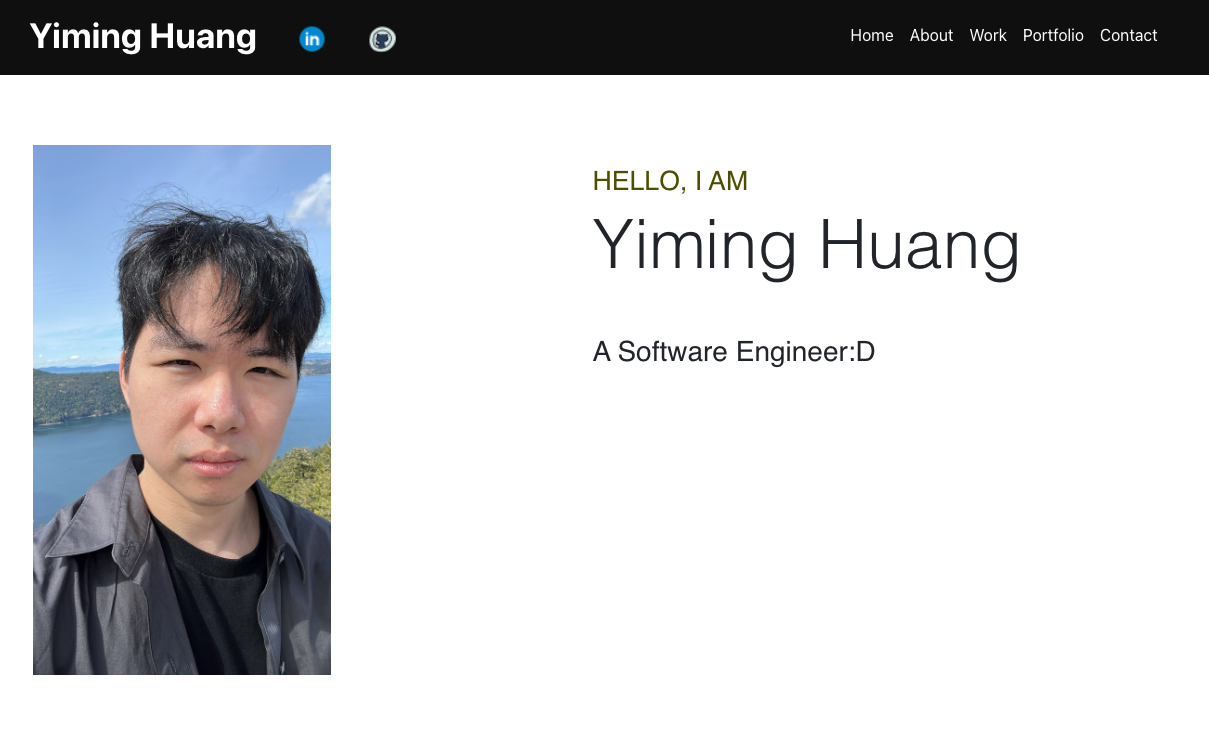 Yiming Huang
in
Home About Work Portfolio Contact
HELLO, I AM
Yiming Huang
A Software Engineer:D